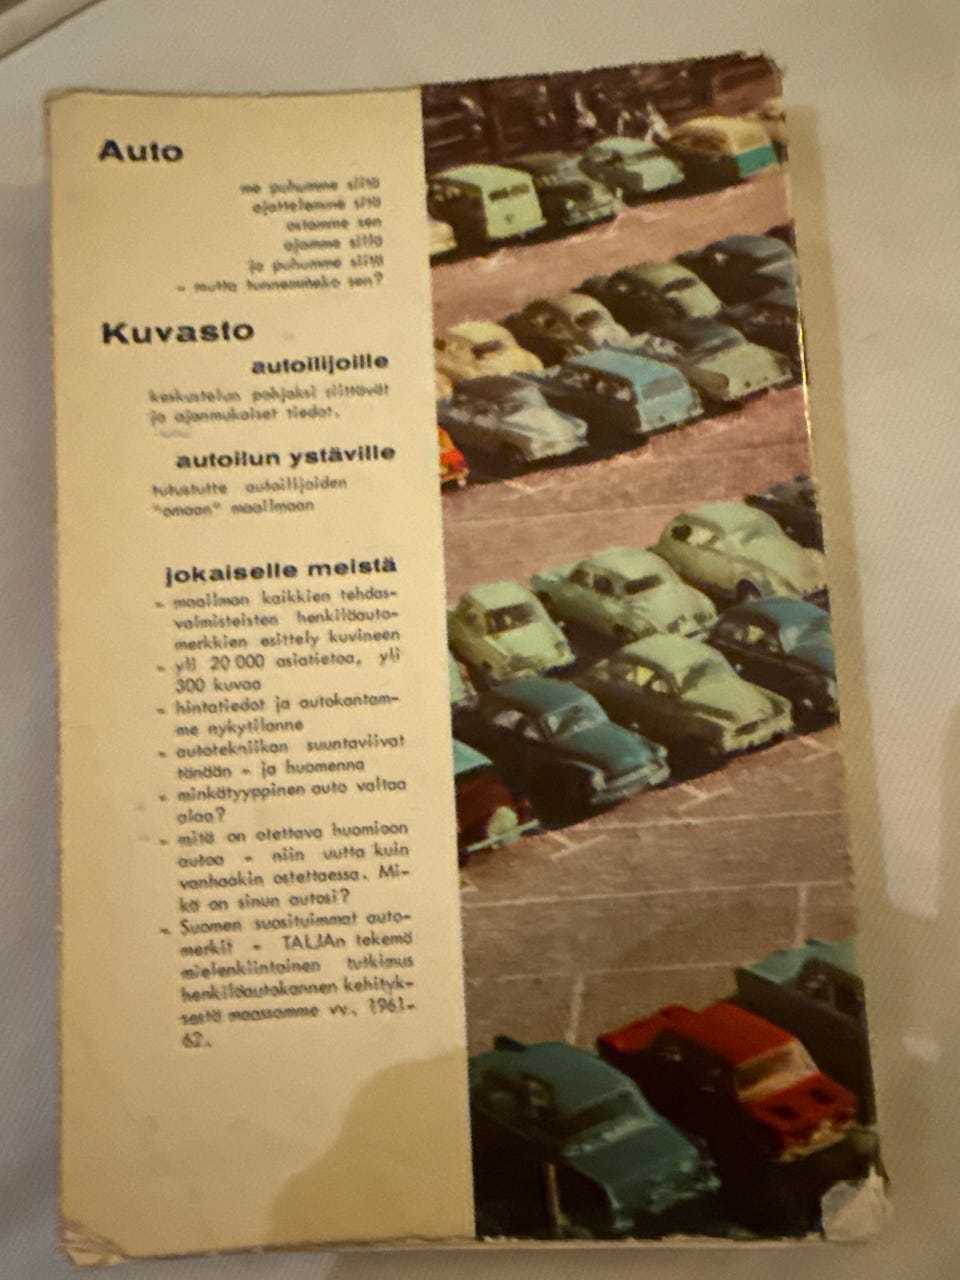 Auto
me puhumme siitä
ajattelemme sitä
ostamme sen
ajamme sillä
ja puhumme siitä
- mutta tunnemmeko sen?
Kuvasto
autoilijoille
keskustelun pohjaksi riittävät
ja ajanmukaiset tiedot.
autoilun ystäville
tutustutte autoilijoiden
"omaan" maailmaan
jokaiselle meistä
- maailman kaikkien tehdas-
valmisteisten henkilöauto-
merkkien esittely kuvineen
- yli 20 000 asiatietoa, yli
300 kuvaa
- hintatiedot ja autokantam-
me nykytilanne
- autotekniikan suuntaviivat
tänään - ja huomenna
- minkätyyppinen auto valtaa
alaa?
- mitä on otettava huomioon
autoa - niin uutta kuin
vanhaakin ostettaessa. Mi-
kä on sinun autosi?
- Suomen suosituimmat auto-
merkit - TALJAn tekemä
mielenkiintoinen tutkimus
henkilöautokannen kehityk-
sestä maassamme vv. 1961-
62.